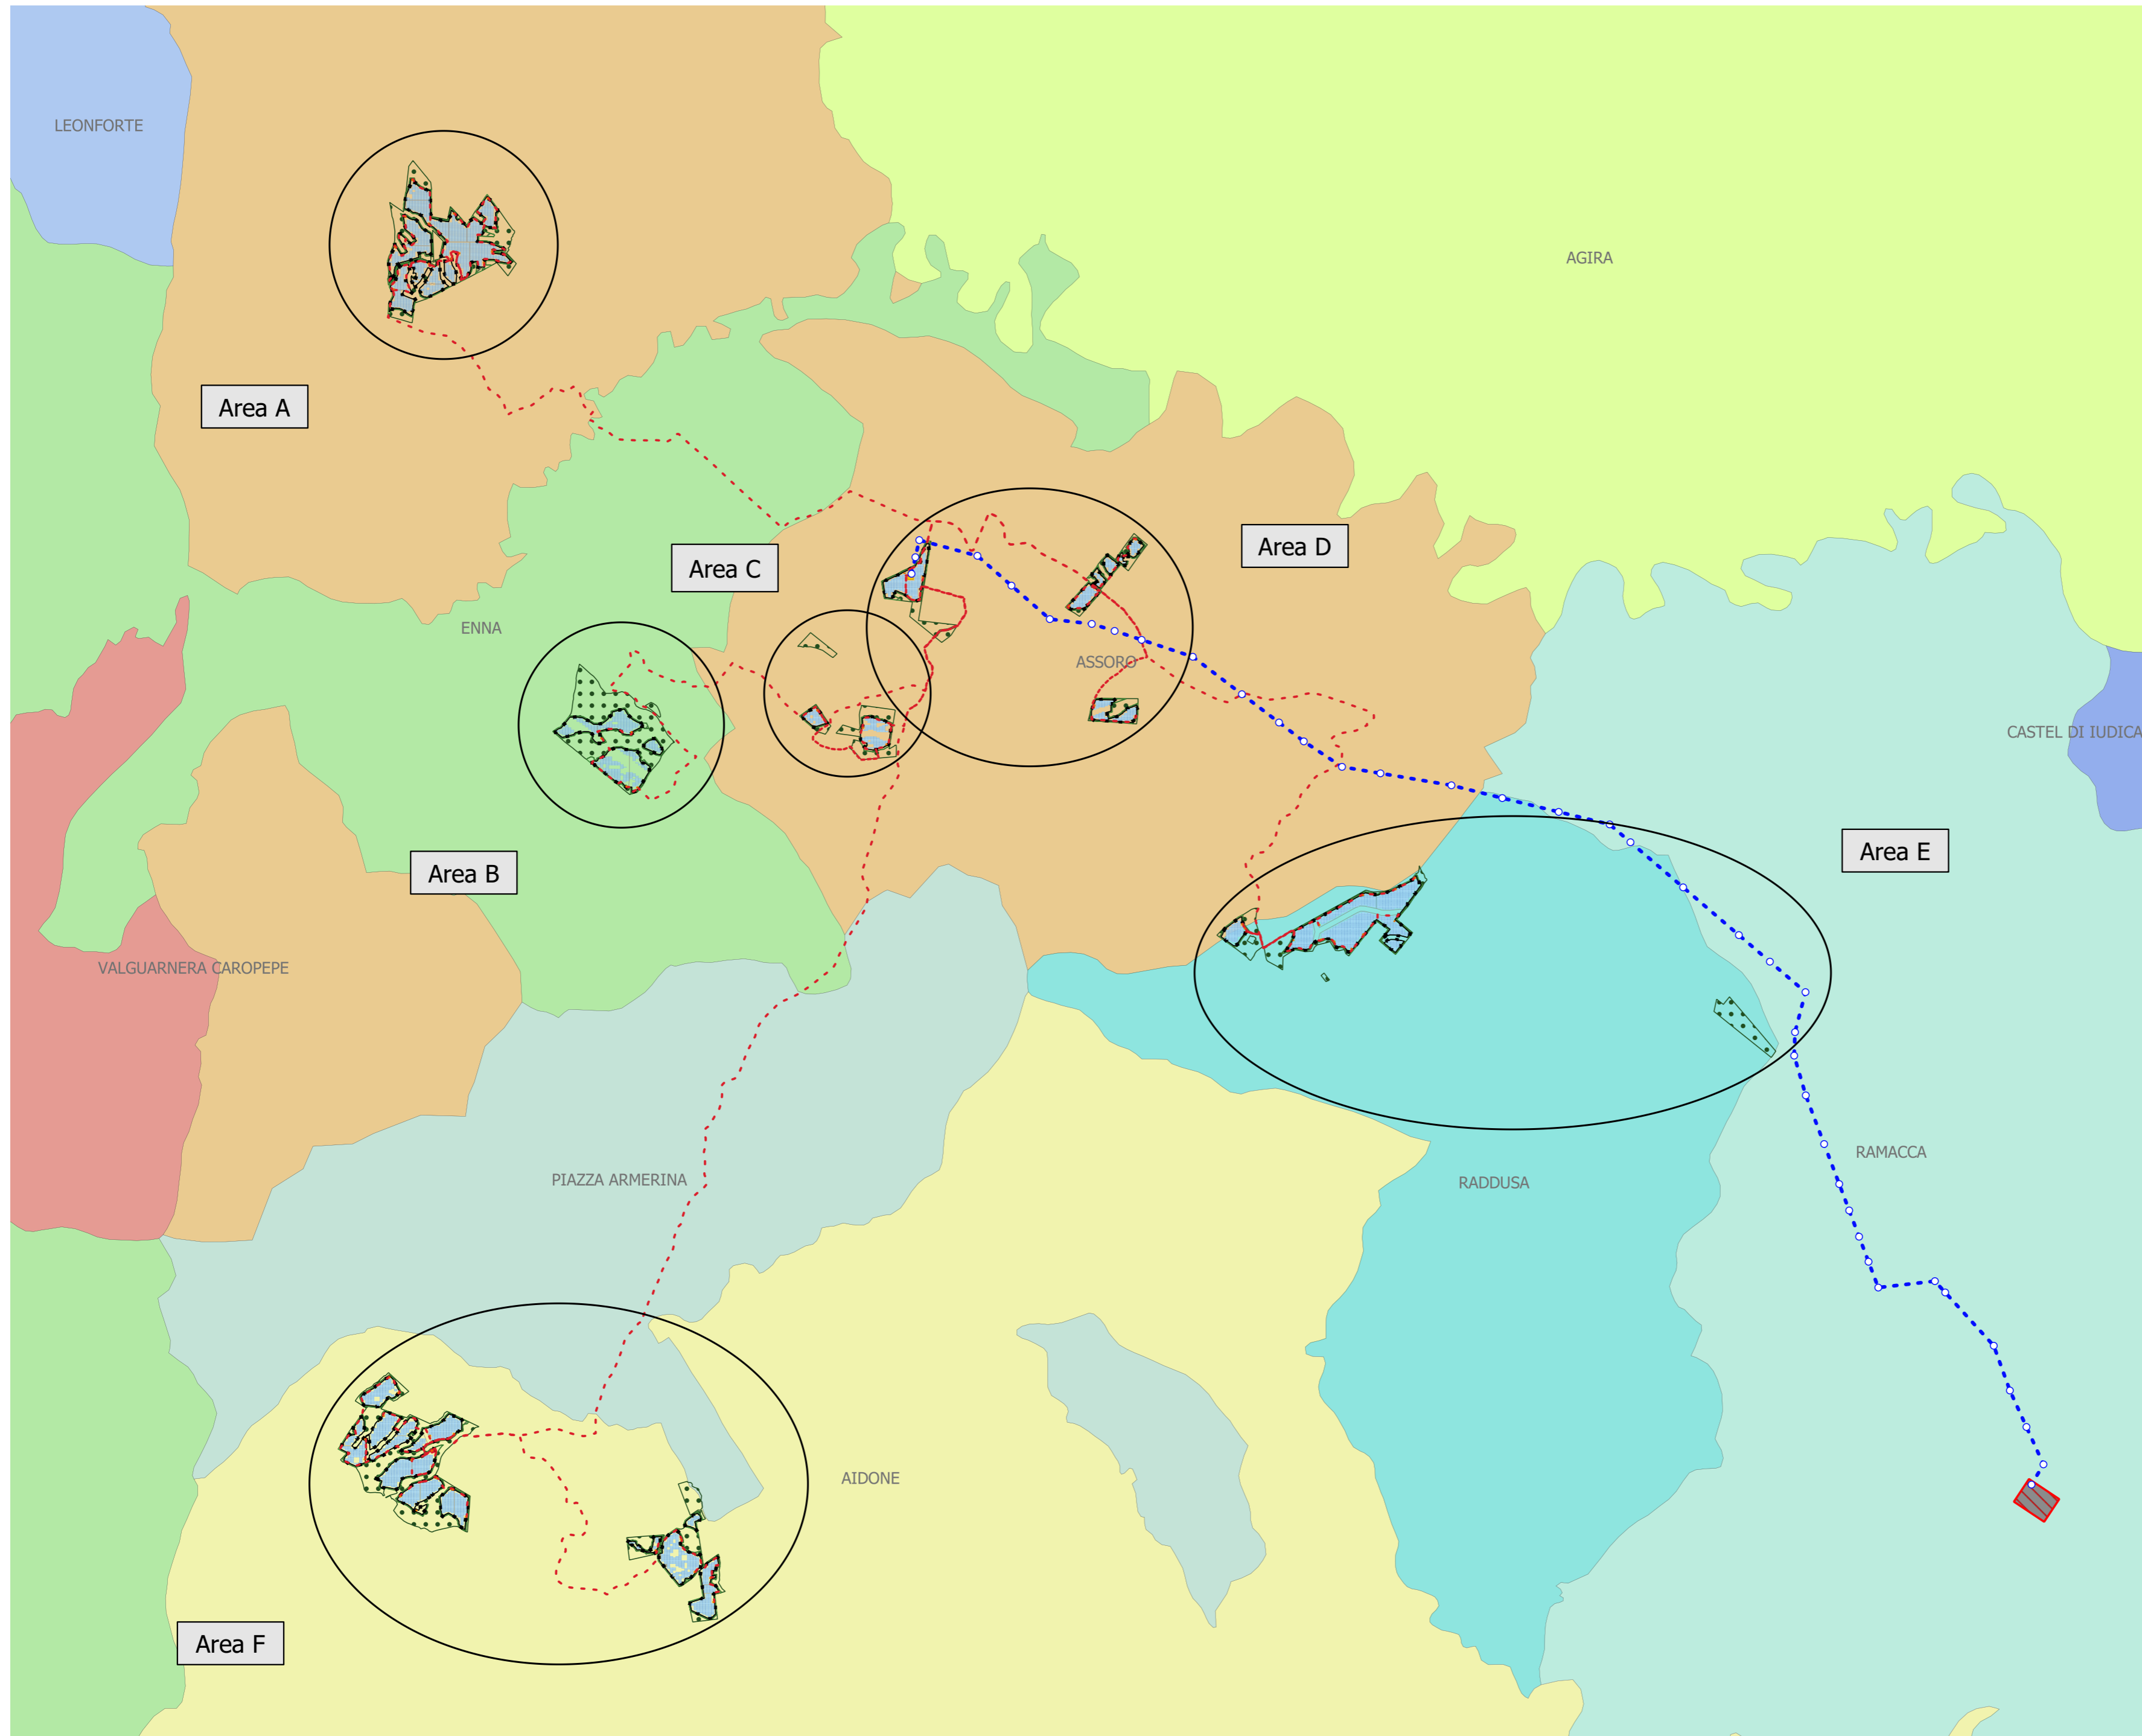 LEONFORTE
AGIRA
Area A
Area D
Area C
ENNA
ASSORO
CASTEL DI IUDICA
Area E
Area B
VALGUARNERA CAROPEPE
RAMACCA
PIAZZA ARMERINA
RADDUSA
AIDONE
Area F